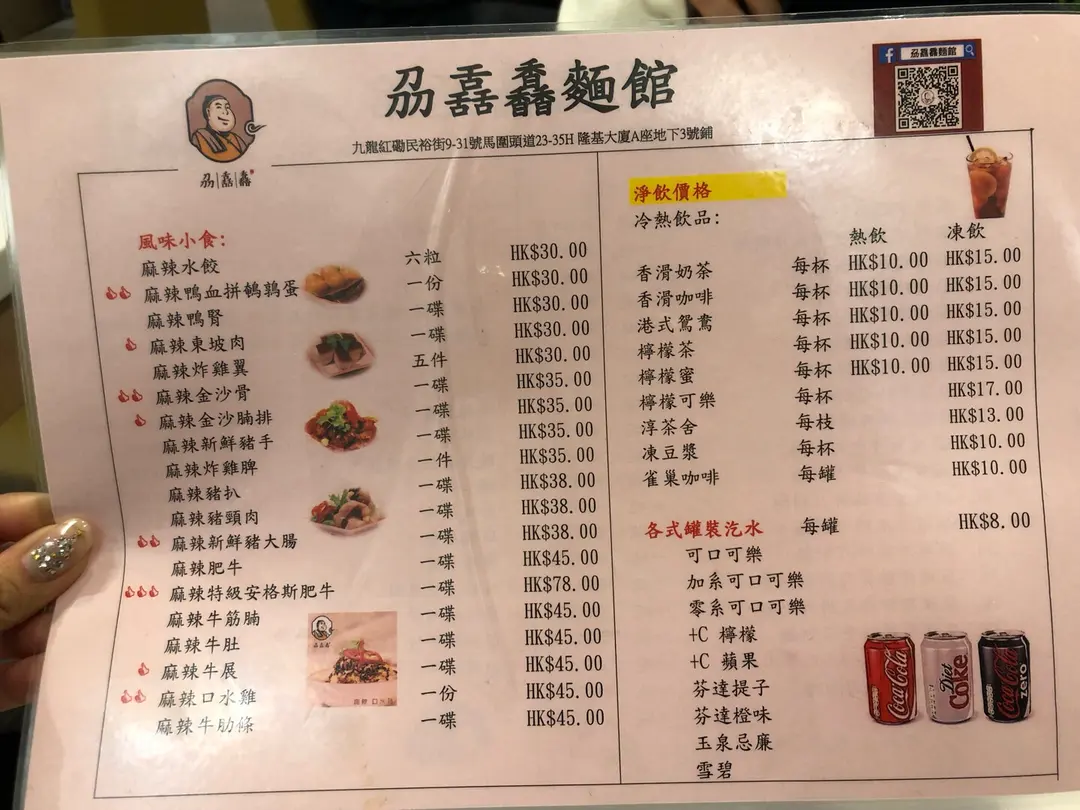 刕譶馫麵館
九龍紅磡民裕街9-31號馬圍頭道23-35H 隆基大廈A座地下3號鋪
刕譶馫麵館
刕譶馫
風味小食:
麻辣水餃 六粒 HK$30.00
麻辣鴨血拼鵪鶉蛋 一份 HK$30.00
麻辣鴨腎 一碟 HK$30.00
麻辣東坡肉 一碟 HK$30.00
麻辣炸雞翼 五件 HK$30.00
麻辣金沙骨 一碟 HK$35.00
麻辣金沙腩排 一碟 HK$35.00
麻辣新鮮豬手 一碟 HK$35.00
麻辣炸雞脾 一件 HK$35.00
麻辣豬扒 一碟 HK$38.00
麻辣豬頸肉 一碟 HK$38.00
麻辣新鮮豬大腸 一碟 HK$38.00
麻辣肥牛 一碟 HK$45.00
麻辣特級安格斯肥牛 一碟 HK$78.00
麻辣牛筋腩 一碟 HK$45.00
麻辣牛肚 一碟 HK$45.00
麻辣牛展 一碟 HK$45.00
麻辣口水雞 一份 HK$45.00
麻辣牛肋條 一碟 HK$45.00
淨飲價格
冷熱飲品:
熱飲 凍飲
香滑奶茶 每杯 HK$10.00 HK$15.00
香滑咖啡 每杯 HK$10.00 HK$15.00
港式鴛鴦 每杯 HK$10.00 HK$15.00
檸檬茶 每杯 HK$10.00 HK$15.00
檸檬蜜 每杯 HK$10.00 HK$15.00
檸檬可樂 每杯 HK$17.00
淳茶舍 每枝 HK$13.00
凍豆漿 每杯 HK$10.00
雀巢咖啡 每罐 HK$10.00
各式罐裝汽水 每罐 HK$8.00
可口可樂
加系可口可樂
零系可口可樂
+C 檸檬
+C 蘋果
芬達提子
芬達橙味
玉泉忌廉
雪碧
Coca-Cola
Diet Coke
Coca-Cola zero